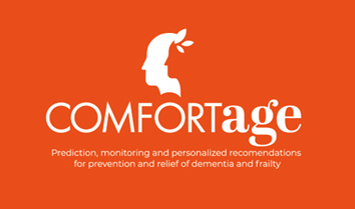 COMFORTage
Prediction, monitoring and personalized recomendations
for prevention and relief of dementia and frailty